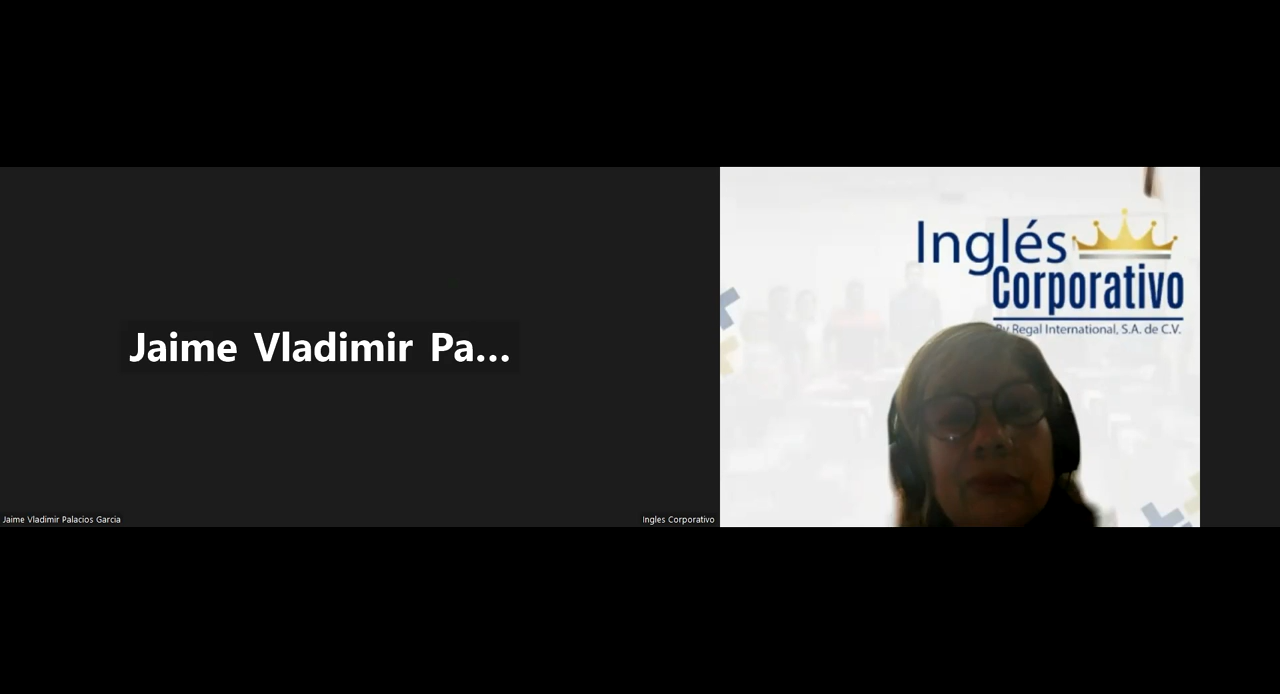 Jaime Vladimir Pa...
Jaime Vladimir Palacios Garcia
Inglés
Corporativo
By Regal International, S.A. de C.V.
Ingles Corporativo